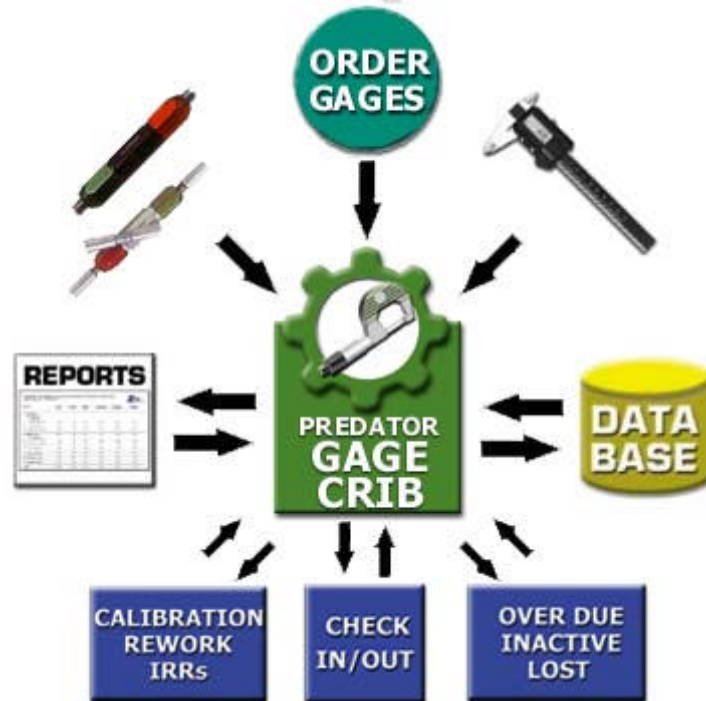 ORDER
GAGES
REPORTS
PREDATOR
GAGE
CRIB
DATA
BASE
CALIBRATION
REWORK
IRRs
CHECK
IN/OUT
OVER DUE
INACTIVE
LOST